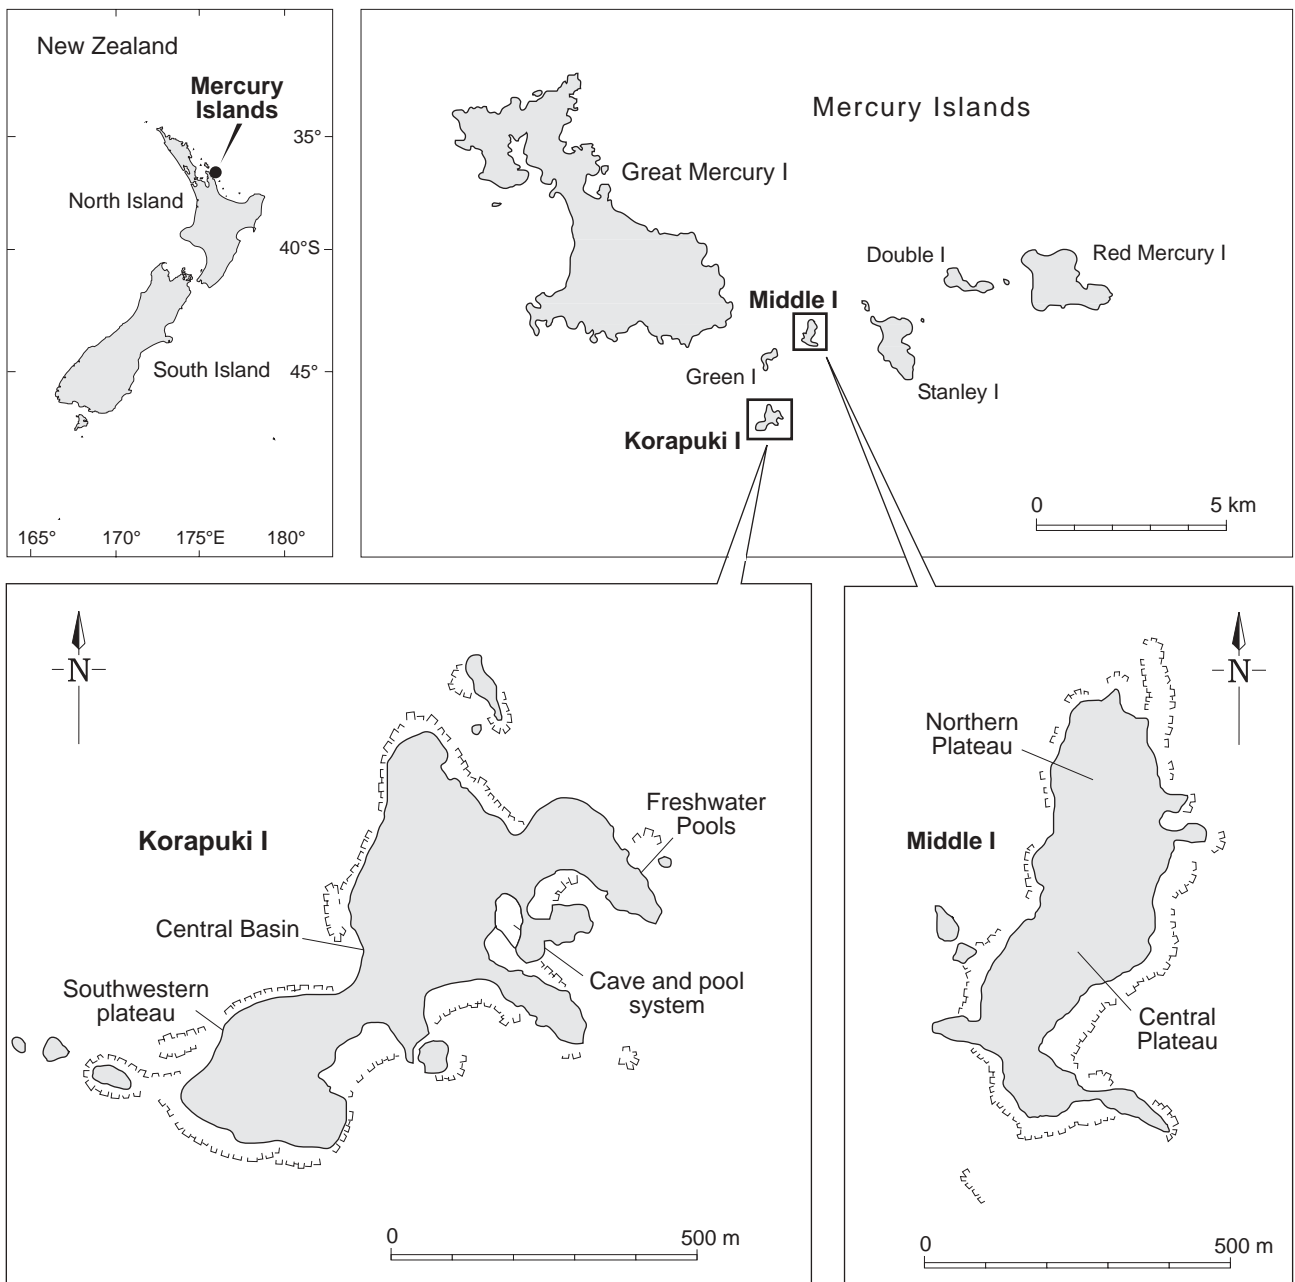 New Zealand
Mercury
Islands
35°
North Island
40°S
South Island
45°
165°
170°
175°E
180°
Mercury Islands
Great Mercury I
Double I
Red Mercury I
Middle I
Green I
Stanley I
Korapuki I
0
5 km
N
Korapuki I
Freshwater
Pools
Central Basin
Southwestern
plateau
Cave and pool
system
0
500 m
N
Northern
Plateau
Middle I
Central
Plateau
0
500 m